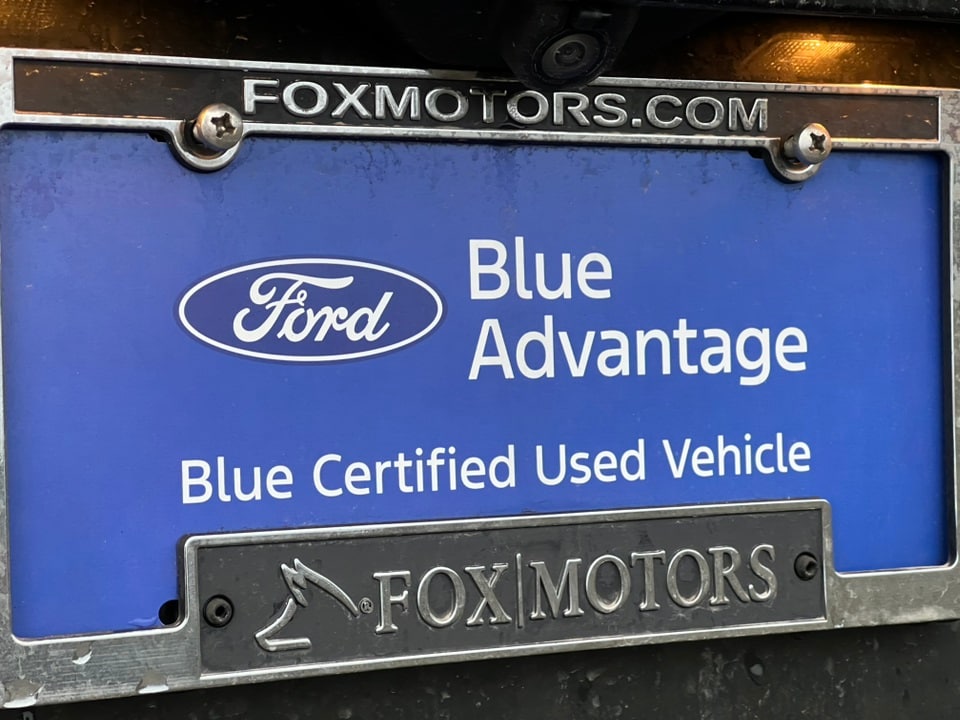 FOXMOTORS.COM
Ford
Blue
Advantage
Blue Certified Used Vehicle
® FOX|MOTORS